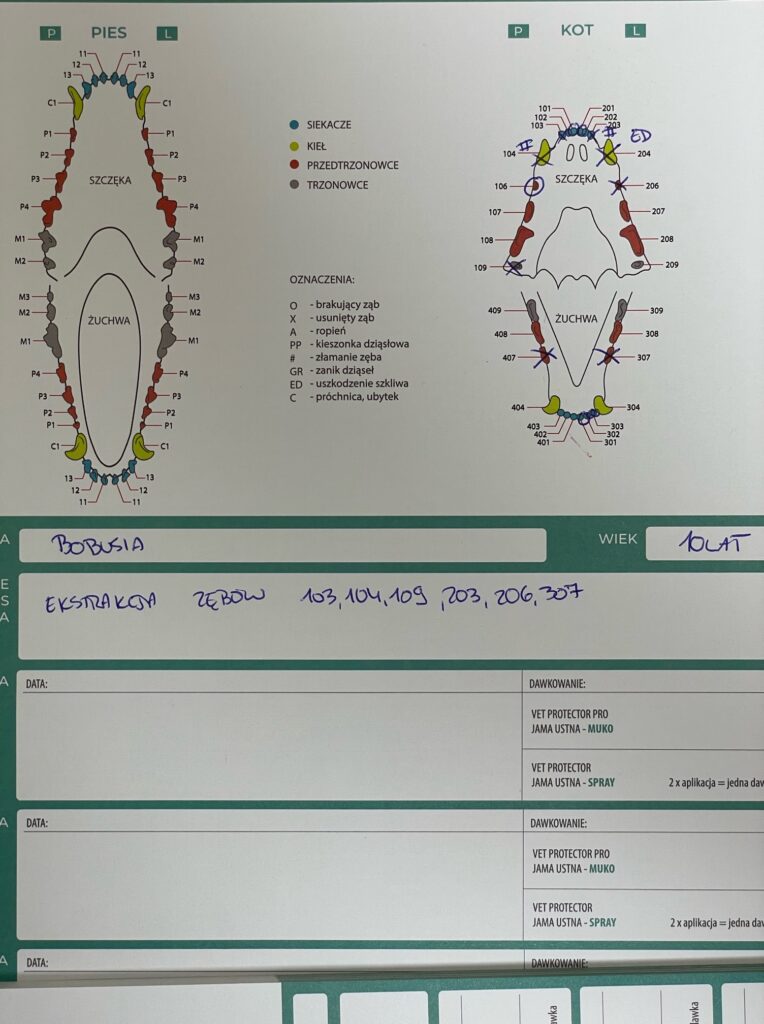 P PIES L
11 11
12 12
13 13
C1 C1
P1 P1
P2 P2
P3 P3
SZCZĘKA
P4 P4
M1 M1
M2 M2
M3 M3
M2 M2
ŻUCHWA
M1 M1
P4 P4
P3 P3
P2 P2
P1 P1
C1 C1
13 13
12 12
11 11
SIEKACZE
KIEŁ
PRZEDTRZONOWCE
TRZONOWCE
OZNACZENIA:
O - brakujący ząb
X - usunięty ząb
A - ropień
PP - kieszonka dziąsłowa
# - złamanie zęba
GR - zanik dziąseł
ED - uszkodzenie szkliwa
C - próchnica, ubytek
P KOT L
101 201
102 202
103 203
# # ED
104 204
SZCZĘKA
106 206
107 207
108 208
109 209
409 309
ŻUCHWA
408 308
407 307
404 304
403 303
402 302
401 301
A BOBUSIA WIEK 10 LAT
E
S
A
EKSTRAKCJA ZĘBÓW 103, 104, 109, 203, 206, 307
A DATA: DAWKOWANIE:
VET PROTECTOR PRO
JAMA USTNA - MUKO
VET PROTECTOR
JAMA USTNA - SPRAY 2 x aplikacja = jedna daw
A DATA: DAWKOWANIE:
VET PROTECTOR PRO
JAMA USTNA - MUKO
VET PROTECTOR
JAMA USTNA - SPRAY 2 x aplikacja = jedna daw
A DATA: DAWKOWANIE:
wka
lawka